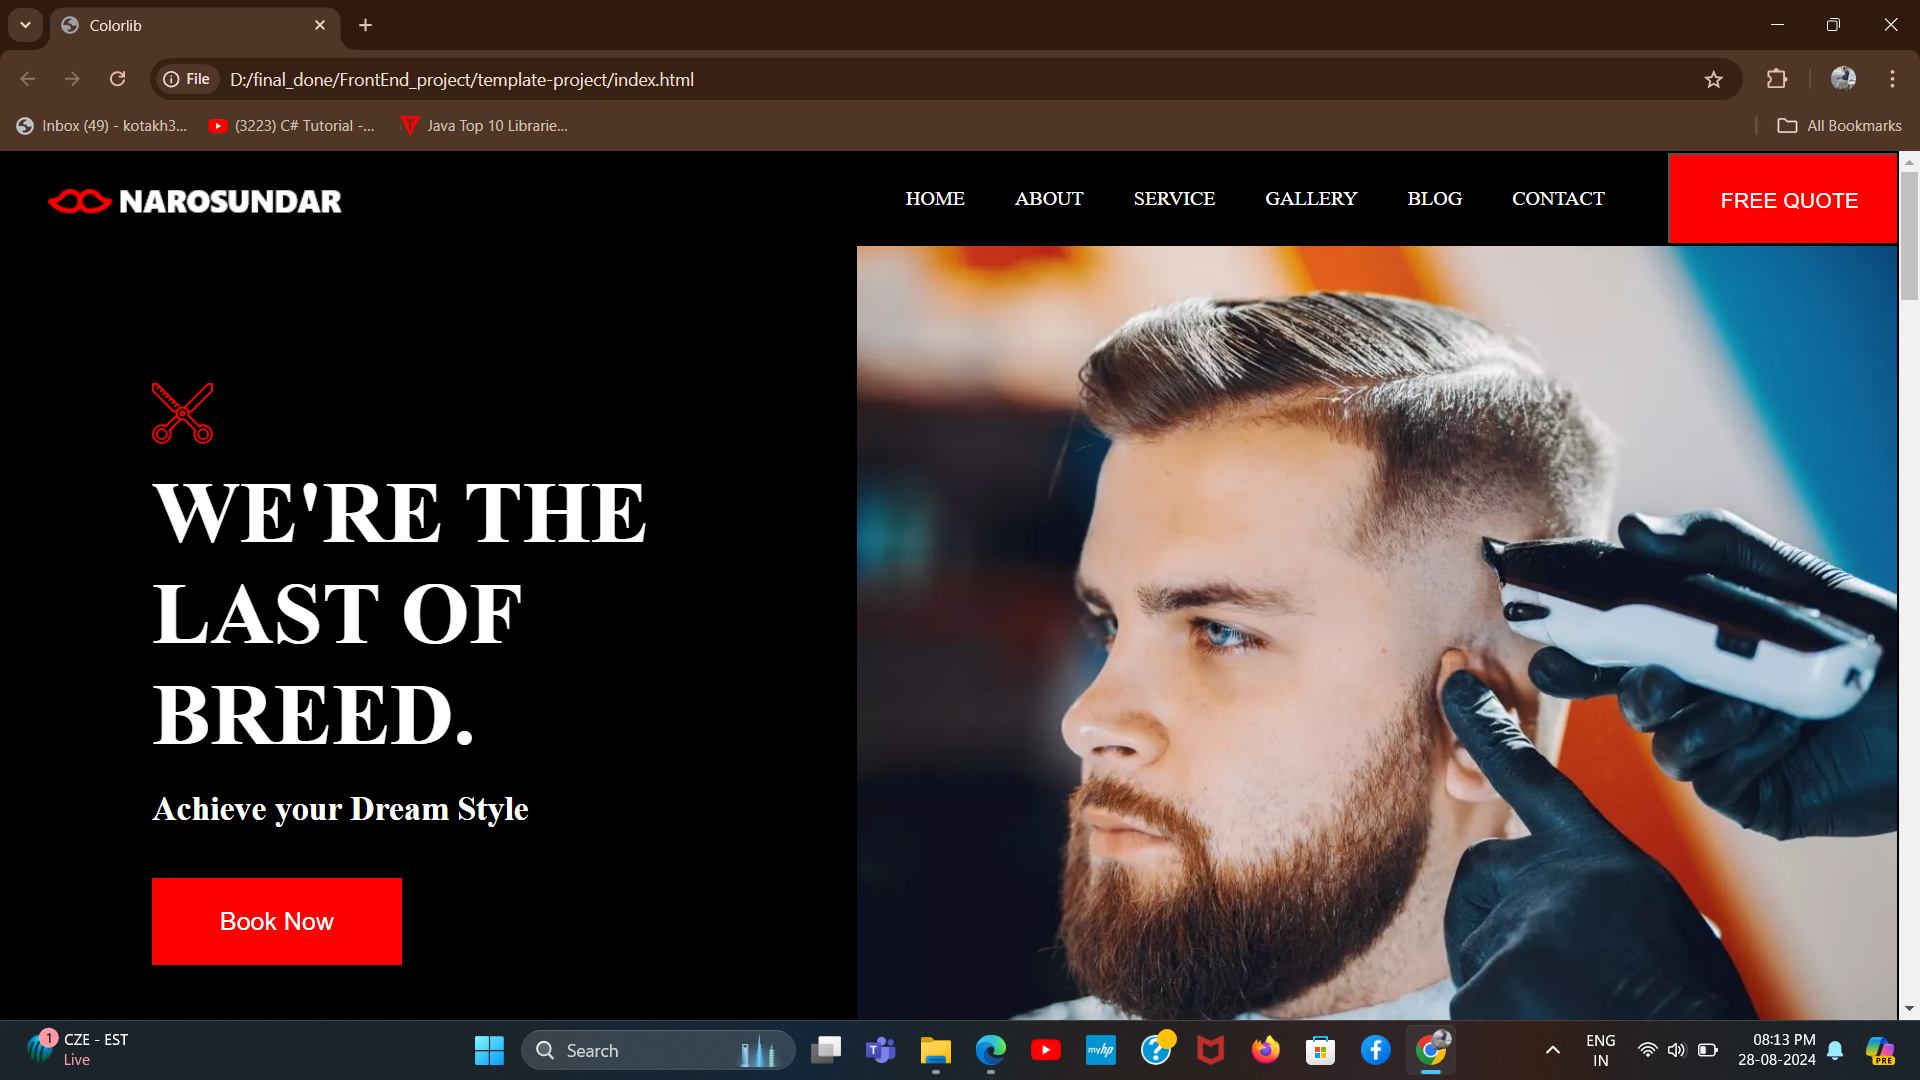 Colorlib
File
D:/final_done/FrontEnd_project/template-project/index.html
Inbox (49) - kotakh3...
(3223) C# Tutorial -...
Java Top 10 Librarie...
All Bookmarks
NAROSUNDAR
HOME
ABOUT
SERVICE
GALLERY
BLOG
CONTACT
FREE QUOTE
WE'RE THE
LAST OF
BREED.
Achieve your Dream Style
Book Now
1
CZE - EST
Live
Search
T
myhp
?
ENG
IN
08:13 PM
28-08-2024
PRE